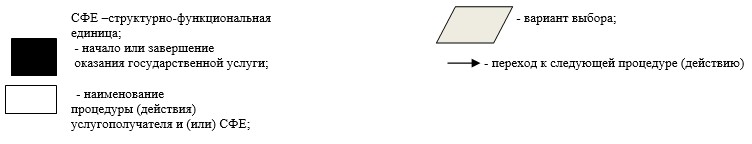 СФЕ –структурно-функциональная
единица;
- начало или завершение
оказания государственной услуги;
- наименование
процедуры (действия)
услугополучателя и (или) СФЕ;
- вариант выбора;
- переход к следующей процедуре (действию)